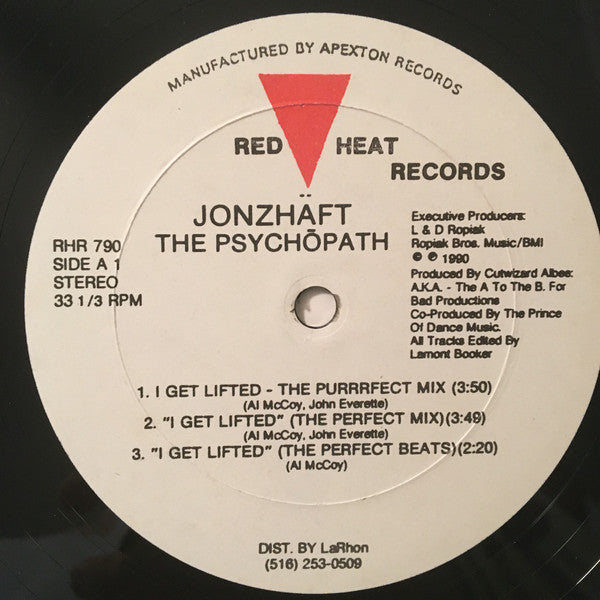 MANUFACTURED BY APEXTON RECORDS
RED HEAT
RECORDS
JONZHÄFT
THE PSYCHŌPATH
RHR 790
SIDE A 1
STEREO
33 1/3 RPM
Executive Producers:
L & D Ropiak
Ropiak Bros. Music/BMI
© ℗ 1990
Produced By Cutwizard Albee:
A.K.A. - The A To The B. For
Bad Productions
Co-Produced By The Prince
Of Dance Music.
All Tracks Edited By
Lamont Booker
1. I GET LIFTED - THE PURRRFECT MIX (3:50)
(Al McCoy, John Everette)
2. "I GET LIFTED" (THE PERFECT MIX)(3:49)
(Al McCoy, John Everette)
3. "I GET LIFTED" (THE PERFECT BEATS)(2:20)
(Al McCoy)
DIST. BY LaRhon
(516) 253-0509